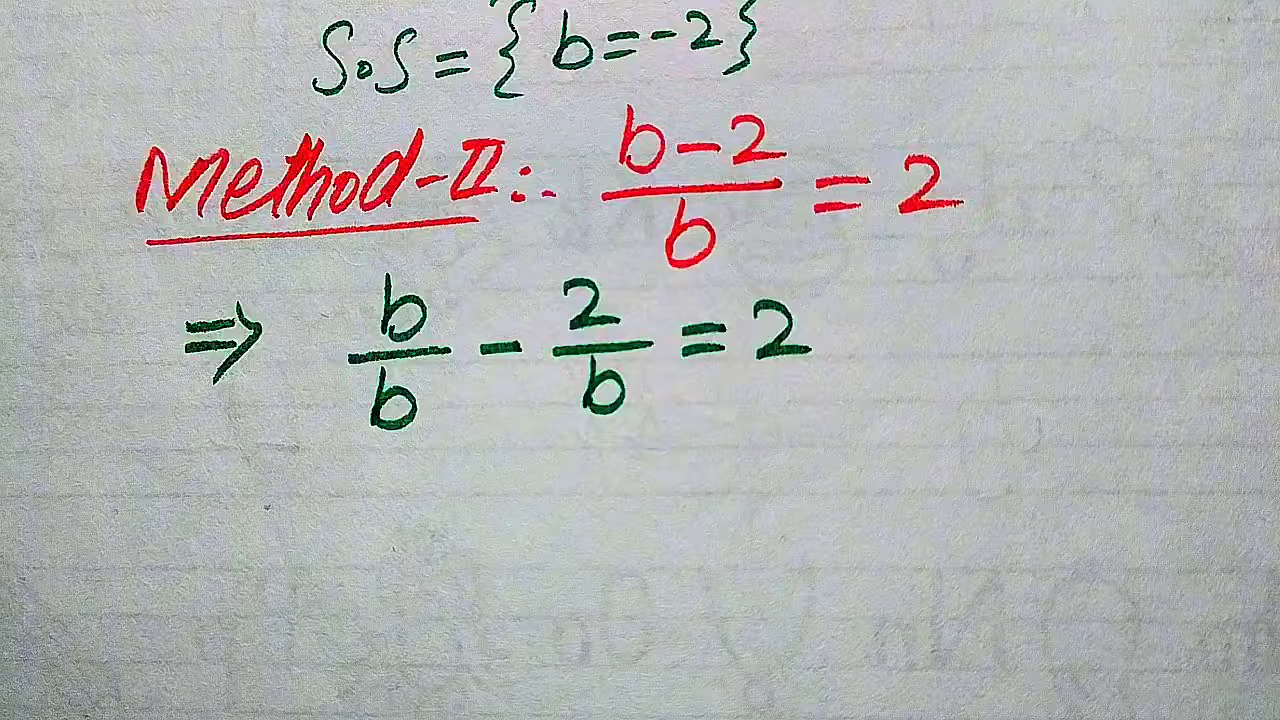 S.S = { b = -2 }
Method-II:- (b-2)/b = 2
⇒ b/b - 2/b = 2